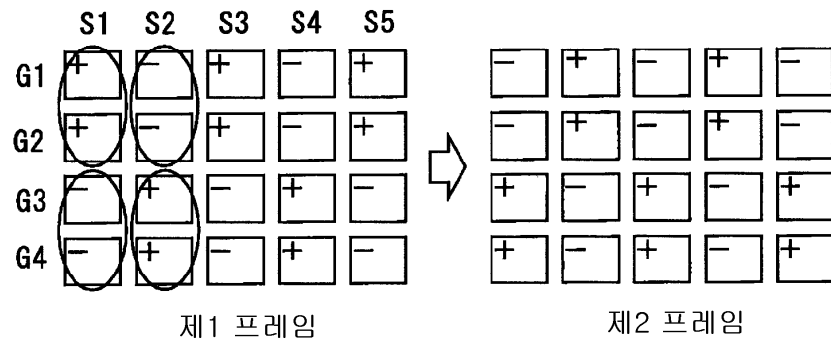 S1 S2 S3 S4 S5
G1 + - + - + - + - + -
G2 + - + - + - + - + -
G3 - + - + - + - + - +
G4 - + - + - + - + - +
제1 프레임 제2 프레임